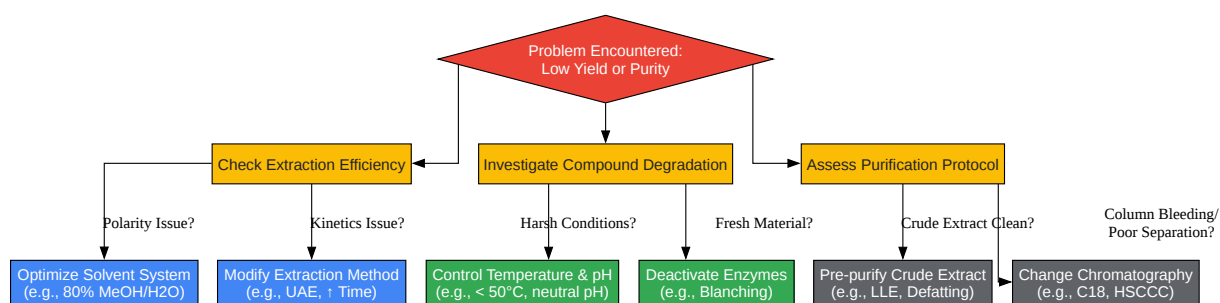 Problem Encountered:
Low Yield or Purity
Check Extraction Efficiency
Investigate Compound Degradation
Assess Purification Protocol
Polarity Issue?
Kinetics Issue?
Harsh Conditions?
Fresh Material?
Crude Extract Clean?
Column Bleeding/
Poor Separation?
Optimize Solvent System
(e.g., 80% MeOH/H2O)
Modify Extraction Method
(e.g., UAE, ↑ Time)
Control Temperature & pH
(e.g., < 50°C, neutral pH)
Deactivate Enzymes
(e.g., Blanching)
Pre-purify Crude Extract
(e.g., LLE, Defatting)
Change Chromatography
(e.g., C18, HSCCC)